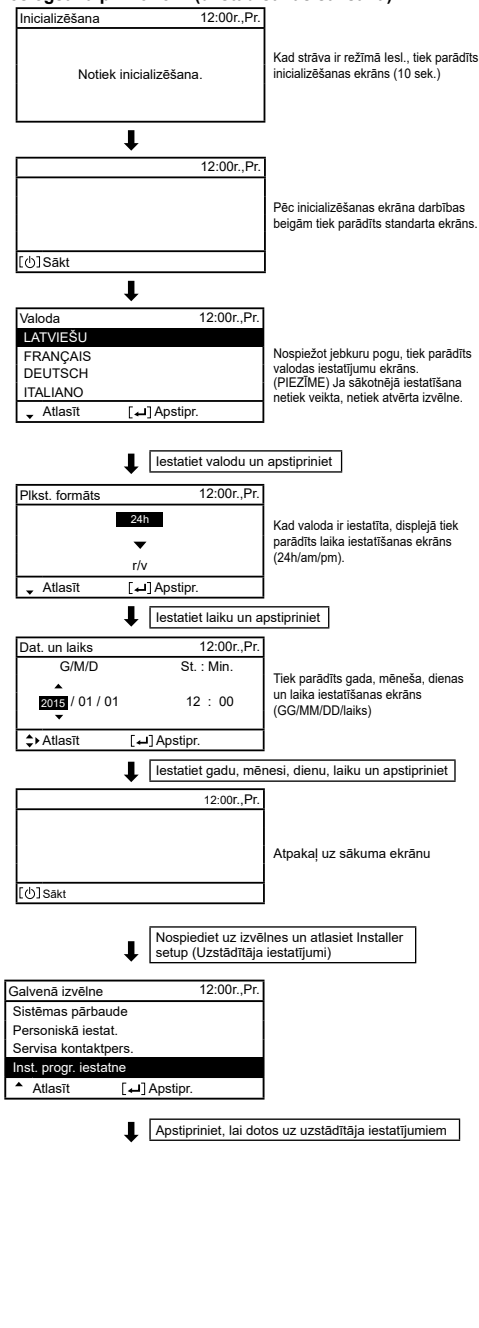 Inicializēšana 12:00r.,Pr.
Notiek inicializēšana.
Kad strāva ir režīmā Iesl., tiek parādīts
inicializēšanas ekrāns (10 sek.)
12:00r.,Pr.
[⏻] Sākt
Pēc inicializēšanas ekrāna darbības
beigām tiek parādīts standarta ekrāns.
Valoda 12:00r.,Pr.
LATVIEŠU
FRANÇAIS
DEUTSCH
ITALIANO
Atlasīt [↵] Apstipr.
Nospiežot jebkuru pogu, tiek parādīts
valodas iestatījumu ekrāns.
(PIEZĪME) Ja sākotnējā iestatīšana
netiek veikta, netiek atvērta izvēlne.
Iestatiet valodu un apstipriniet
Plkst. formāts 12:00r.,Pr.
24h
r/v
Atlasīt [↵] Apstipr.
Kad valoda ir iestatīta, displejā tiek
parādīts laika iestatīšanas ekrāns
(24h/am/pm).
Iestatiet laiku un apstipriniet
Dat. un laiks 12:00r.,Pr.
G/M/D St. : Min.
2015 / 01 / 01 12 : 00
Atlasīt [↵] Apstipr.
Tiek parādīts gada, mēneša, dienas
un laika iestatīšanas ekrāns
(GG/MM/DD/laiks)
Iestatiet gadu, mēnesi, dienu, laiku un apstipriniet
12:00r.,Pr.
[⏻] Sākt
Atpakaļ uz sākuma ekrānu
Nospiediet uz izvēlnes un atlasiet Installer
setup (Uzstādītāja iestatījumi)
Galvenā izvēlne 12:00r.,Pr.
Sistēmas pārbaude
Personiskā iestat.
Servisa kontaktpers.
Inst. progr. iestatne
Atlasīt [↵] Apstipr.
Apstipriniet, lai dotos uz uzstādītāja iestatījumiem